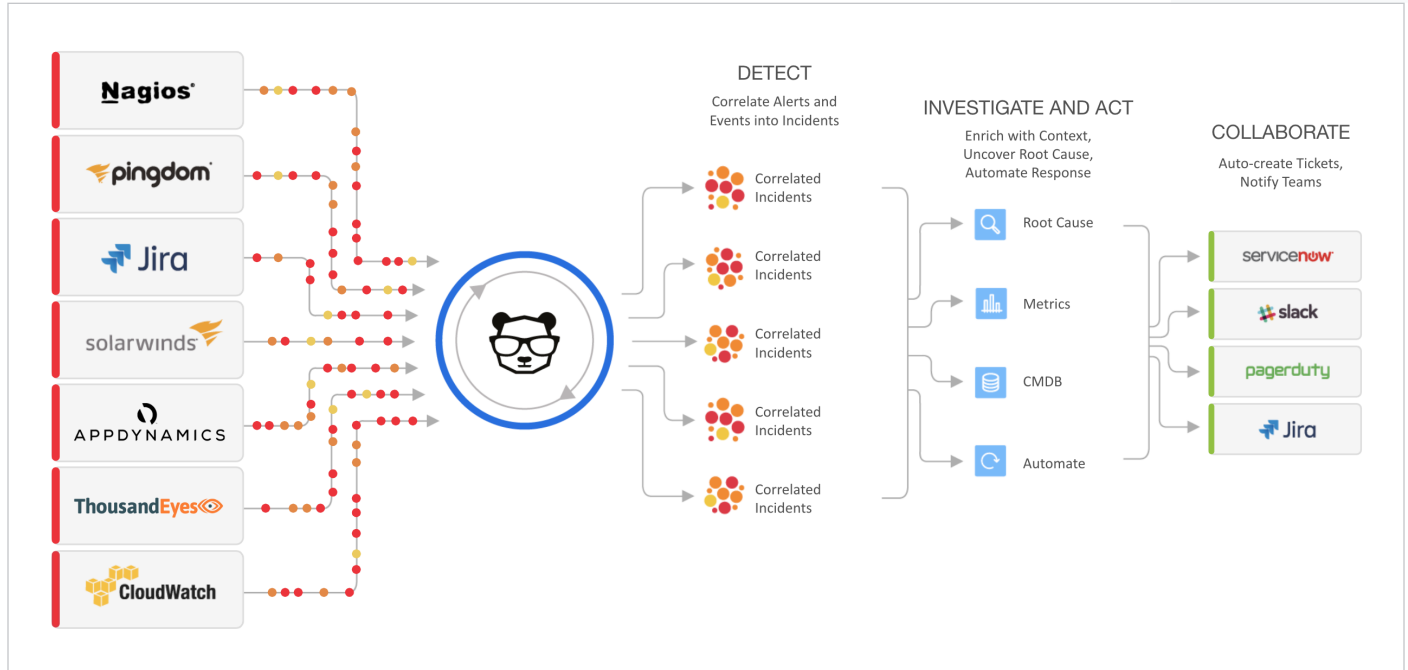 Nagios®
pingdom®
Jira
solarwinds
APPDYNAMICS
ThousandEyes
CloudWatch
DETECT
Correlate Alerts and
Events into Incidents
Correlated
Incidents
Correlated
Incidents
Correlated
Incidents
Correlated
Incidents
Correlated
Incidents
INVESTIGATE AND ACT
Enrich with Context,
Uncover Root Cause,
Automate Response
Root Cause
Metrics
CMDB
Automate
COLLABORATE
Auto-create Tickets,
Notify Teams
servicenow
slack
pagerduty
Jira